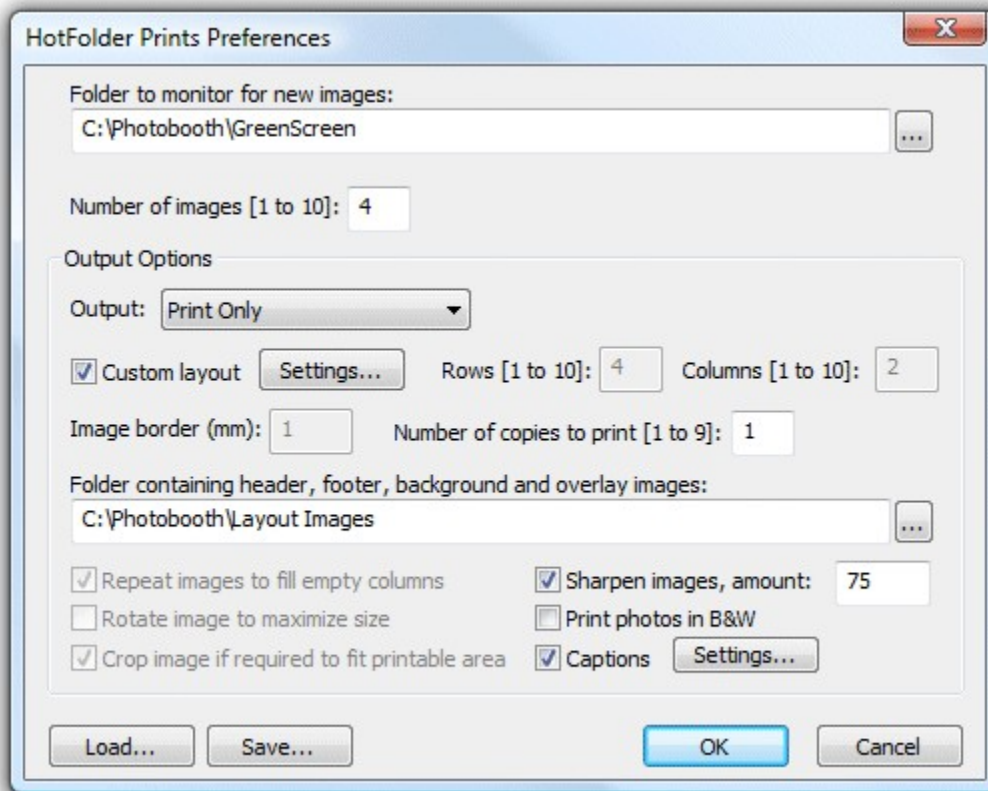 HotFolder Prints Preferences
Folder to monitor for new images:
C:\Photobooth\GreenScreen
...
Number of images [1 to 10]: 4
Output Options
Output: Print Only
Custom layout Settings... Rows [1 to 10]: 4 Columns [1 to 10]: 2
Image border (mm): 1 Number of copies to print [1 to 9]: 1
Folder containing header, footer, background and overlay images:
C:\Photobooth\Layout Images
...
Repeat images to fill empty columns Sharpen images, amount: 75
Rotate image to maximize size Print photos in B&W
Crop image if required to fit printable area Captions Settings...
Load... Save... OK Cancel